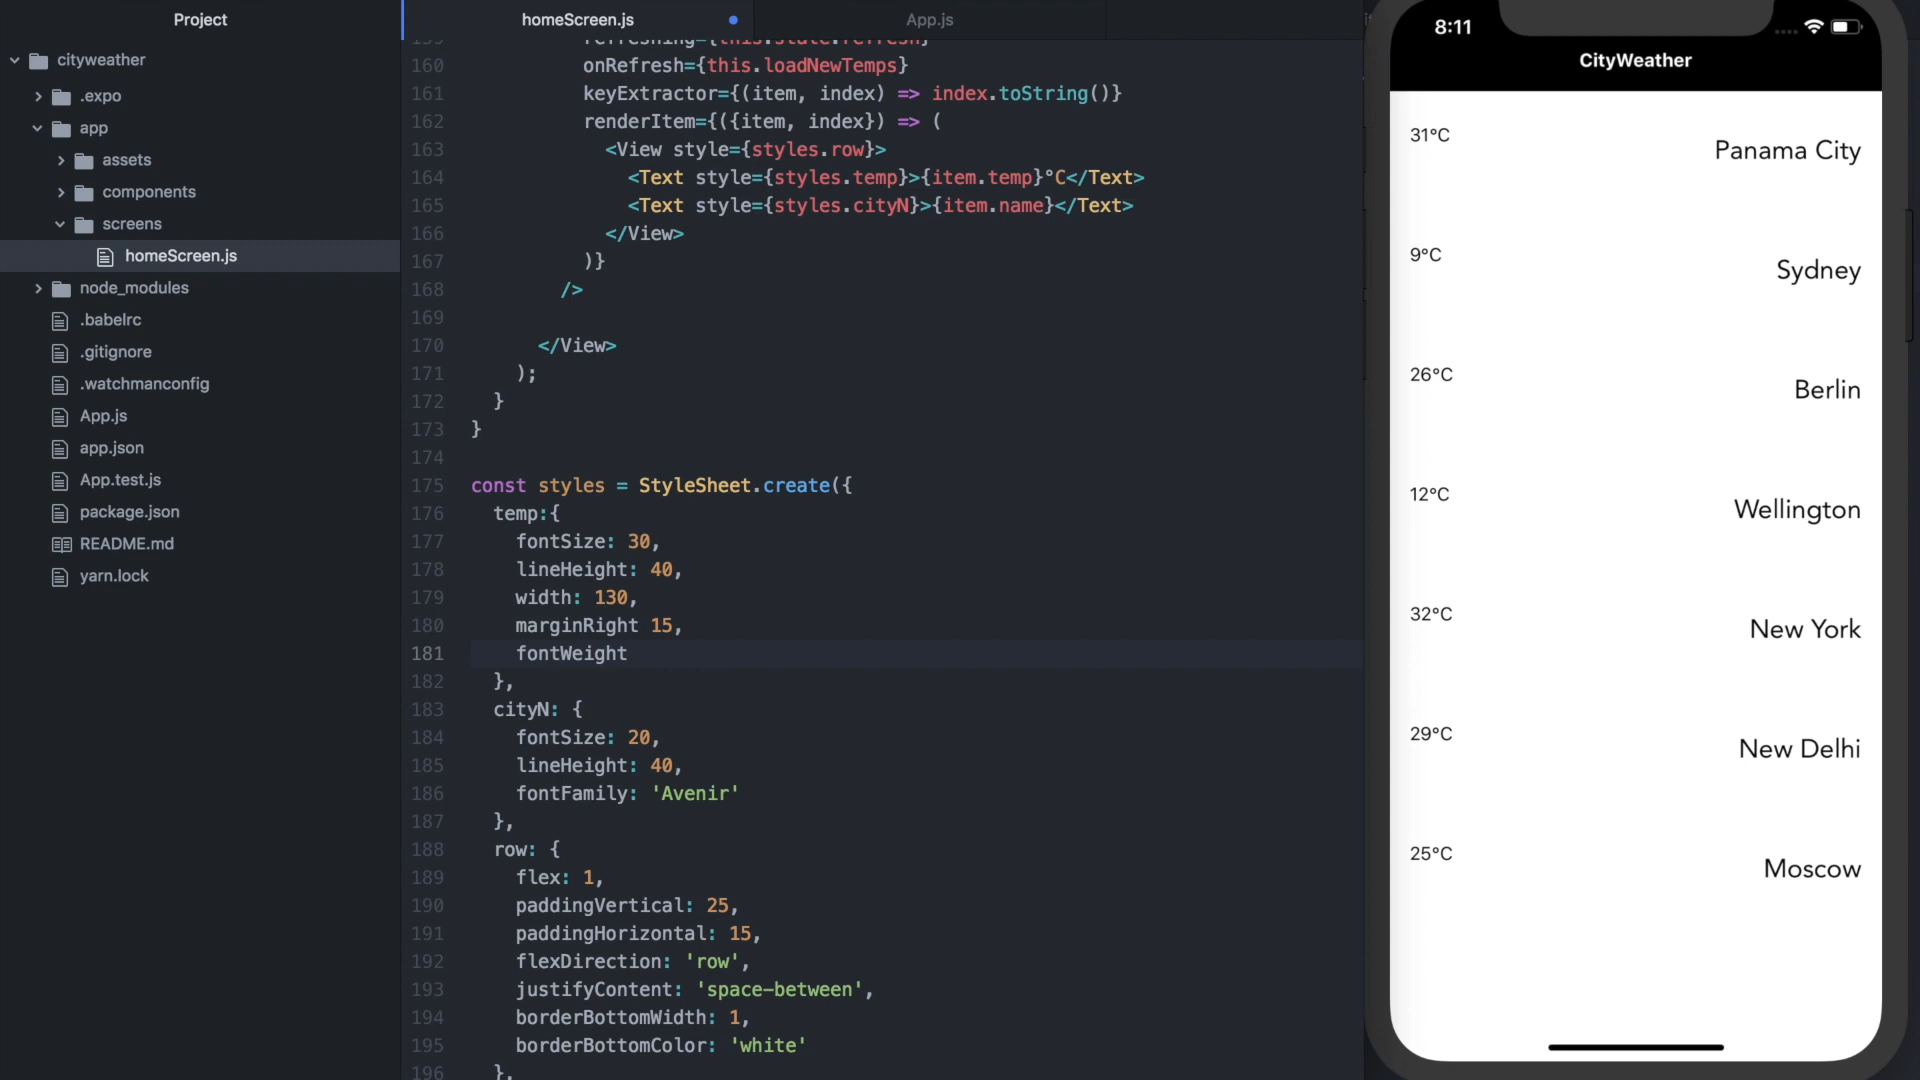 Project
cityweather
.expo
app
assets
components
screens
homeScreen.js
node_modules
.babelrc
.gitignore
.watchmanconfig
App.js
app.json
App.test.js
package.json
README.md
yarn.lock
homeScreen.js
App.js
159 refreshing={this.state.refresh}
160 onRefresh={this.loadNewTemps}
161 keyExtractor={(item, index) => index.toString()}
162 renderItem={({item, index}) => (
163 <View style={styles.row}>
164 <Text style={styles.temp}>{item.temp}°C</Text>
165 <Text style={styles.cityN}>{item.name}</Text>
166 </View>
167 )}
168 />
169
170 </View>
171 );
172 }
173 }
174
175 const styles = StyleSheet.create({
176 temp:{
177 fontSize: 30,
178 lineHeight: 40,
179 width: 130,
180 marginRight 15,
181 fontWeight
182 },
183 cityN: {
184 fontSize: 20,
185 lineHeight: 40,
186 fontFamily: 'Avenir'
187 },
188 row: {
189 flex: 1,
190 paddingVertical: 25,
191 paddingHorizontal: 15,
192 flexDirection: 'row',
193 justifyContent: 'space-between',
194 borderBottomWidth: 1,
195 borderBottomColor: 'white'
196 },
8:11
CityWeather
31°C Panama City
9°C Sydney
26°C Berlin
12°C Wellington
32°C New York
29°C New Delhi
25°C Moscow